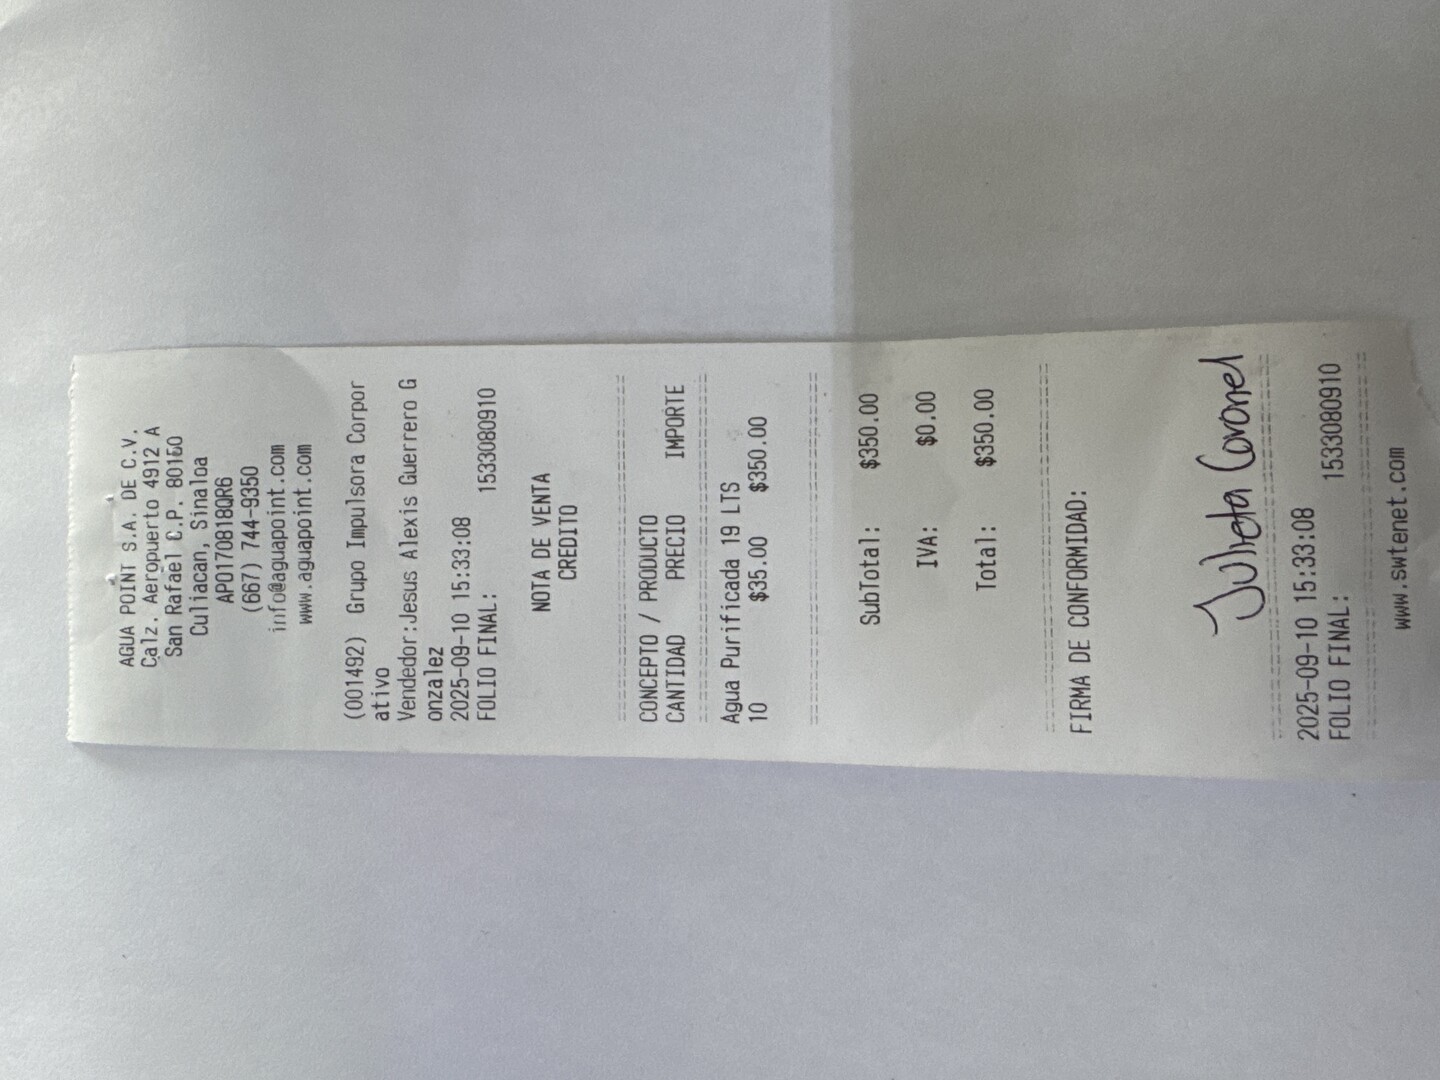 AGUA POINT S.A. DE C.V.
Calz. Aeropuerto 4912 A
San Rafael C.P. 80160
Culiacan, Sinaloa
APO170818QR6
(667) 744-9350
info@aguapoint.com
www.aguapoint.com
(001492) Grupo Impulsora Corpor
ativo
Vendedor:Jesus Alexis Guerrero G
onzalez
2025-09-10 15:33:08
FOLIO FINAL: 1533080910
NOTA DE VENTA
CREDITO
CONCEPTO / PRODUCTO
CANTIDAD PRECIO IMPORTE
Agua Purificada 19 LTS
10 $35.00 $350.00
SubTotal: $350.00
IVA: $0.00
Total: $350.00
FIRMA DE CONFORMIDAD:
Julieta Coronel
2025-09-10 15:33:08
FOLIO FINAL: 1533080910
www.swtenet.com